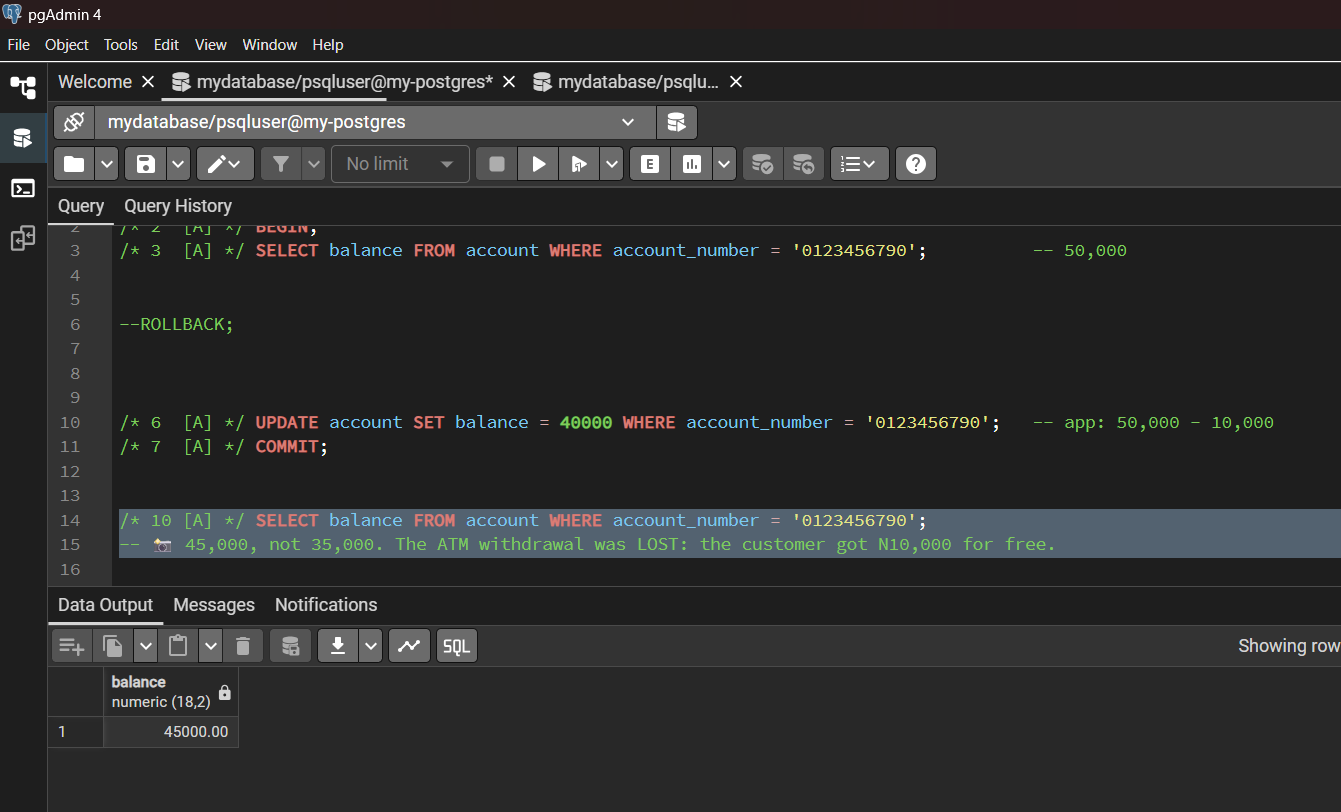 pgAdmin 4
File Object Tools Edit View Window Help
Welcome mydatabase/psqluser@my-postgres* mydatabase/psqlu...
mydatabase/psqluser@my-postgres
No limit
E
Query Query History
2 /* 2 [A] */ BEGIN;
3 /* 3 [A] */ SELECT balance FROM account WHERE account_number = '0123456790'; -- 50,000
4
5
6 --ROLLBACK;
7
8
9
10 /* 6 [A] */ UPDATE account SET balance = 40000 WHERE account_number = '0123456790'; -- app: 50,000 - 10,000
11 /* 7 [A] */ COMMIT;
12
13
14 /* 10 [A] */ SELECT balance FROM account WHERE account_number = '0123456790';
15 -- 📸 45,000, not 35,000. The ATM withdrawal was LOST: the customer got N10,000 for free.
16
Data Output Messages Notifications
SQL
Showing row
balance
numeric (18,2)
1 45000.00